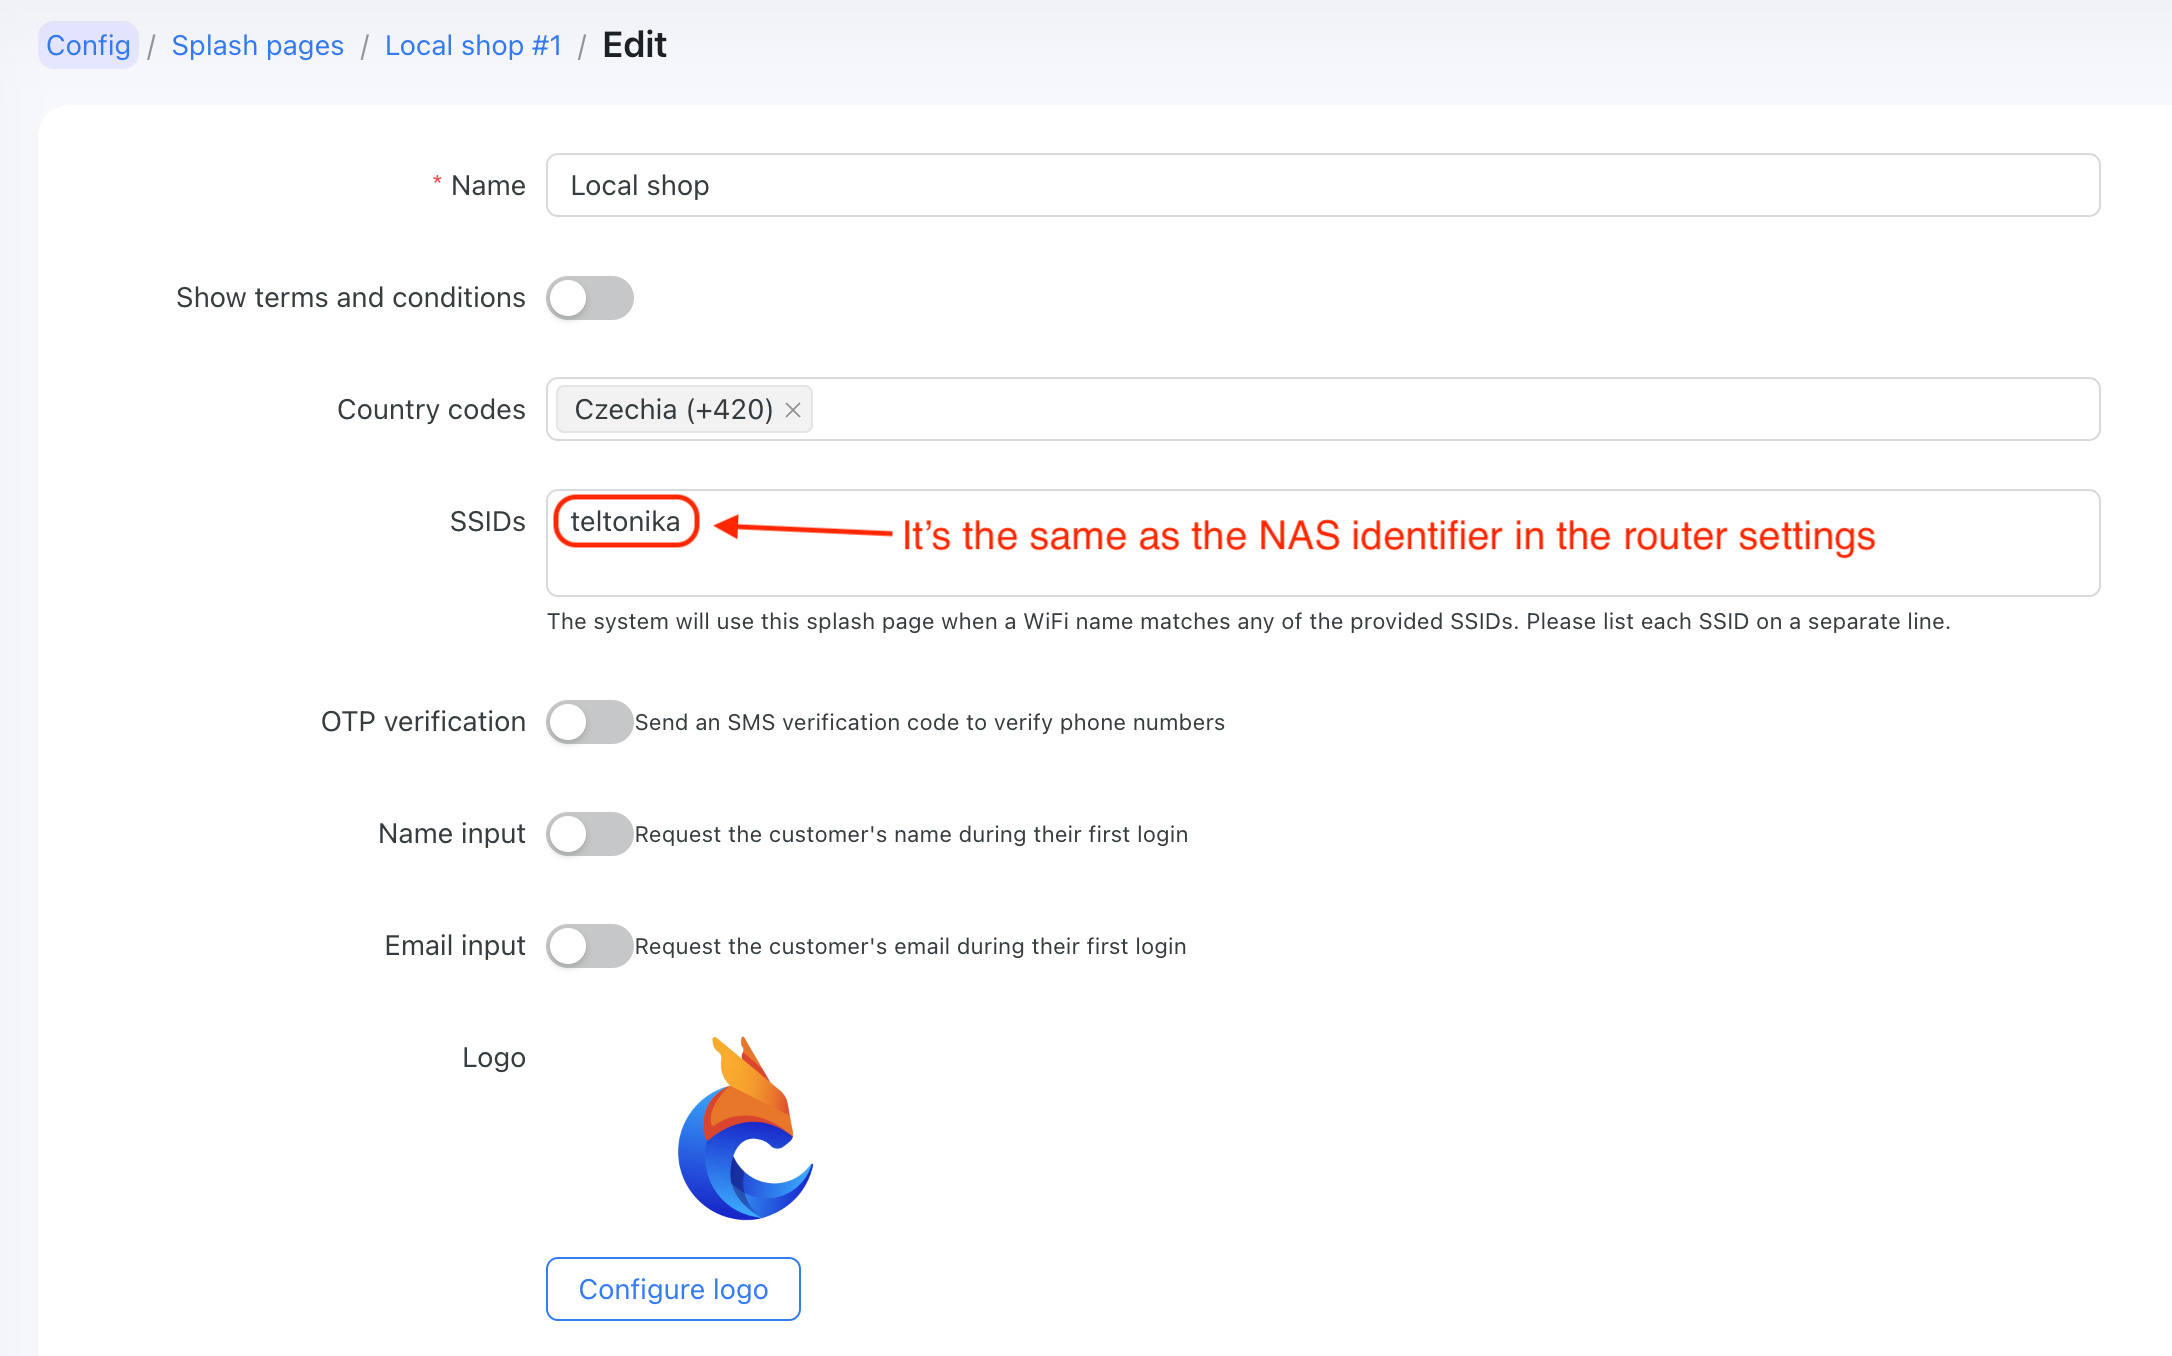 Config / Splash pages / Local shop #1 / Edit
* Name
Local shop
Show terms and conditions
Country codes
Czechia (+420)
SSIDs
teltonika
It’s the same as the NAS identifier in the router settings
The system will use this splash page when a WiFi name matches any of the provided SSIDs. Please list each SSID on a separate line.
OTP verification
Send an SMS verification code to verify phone numbers
Name input
Request the customer's name during their first login
Email input
Request the customer's email during their first login
Logo
Configure logo